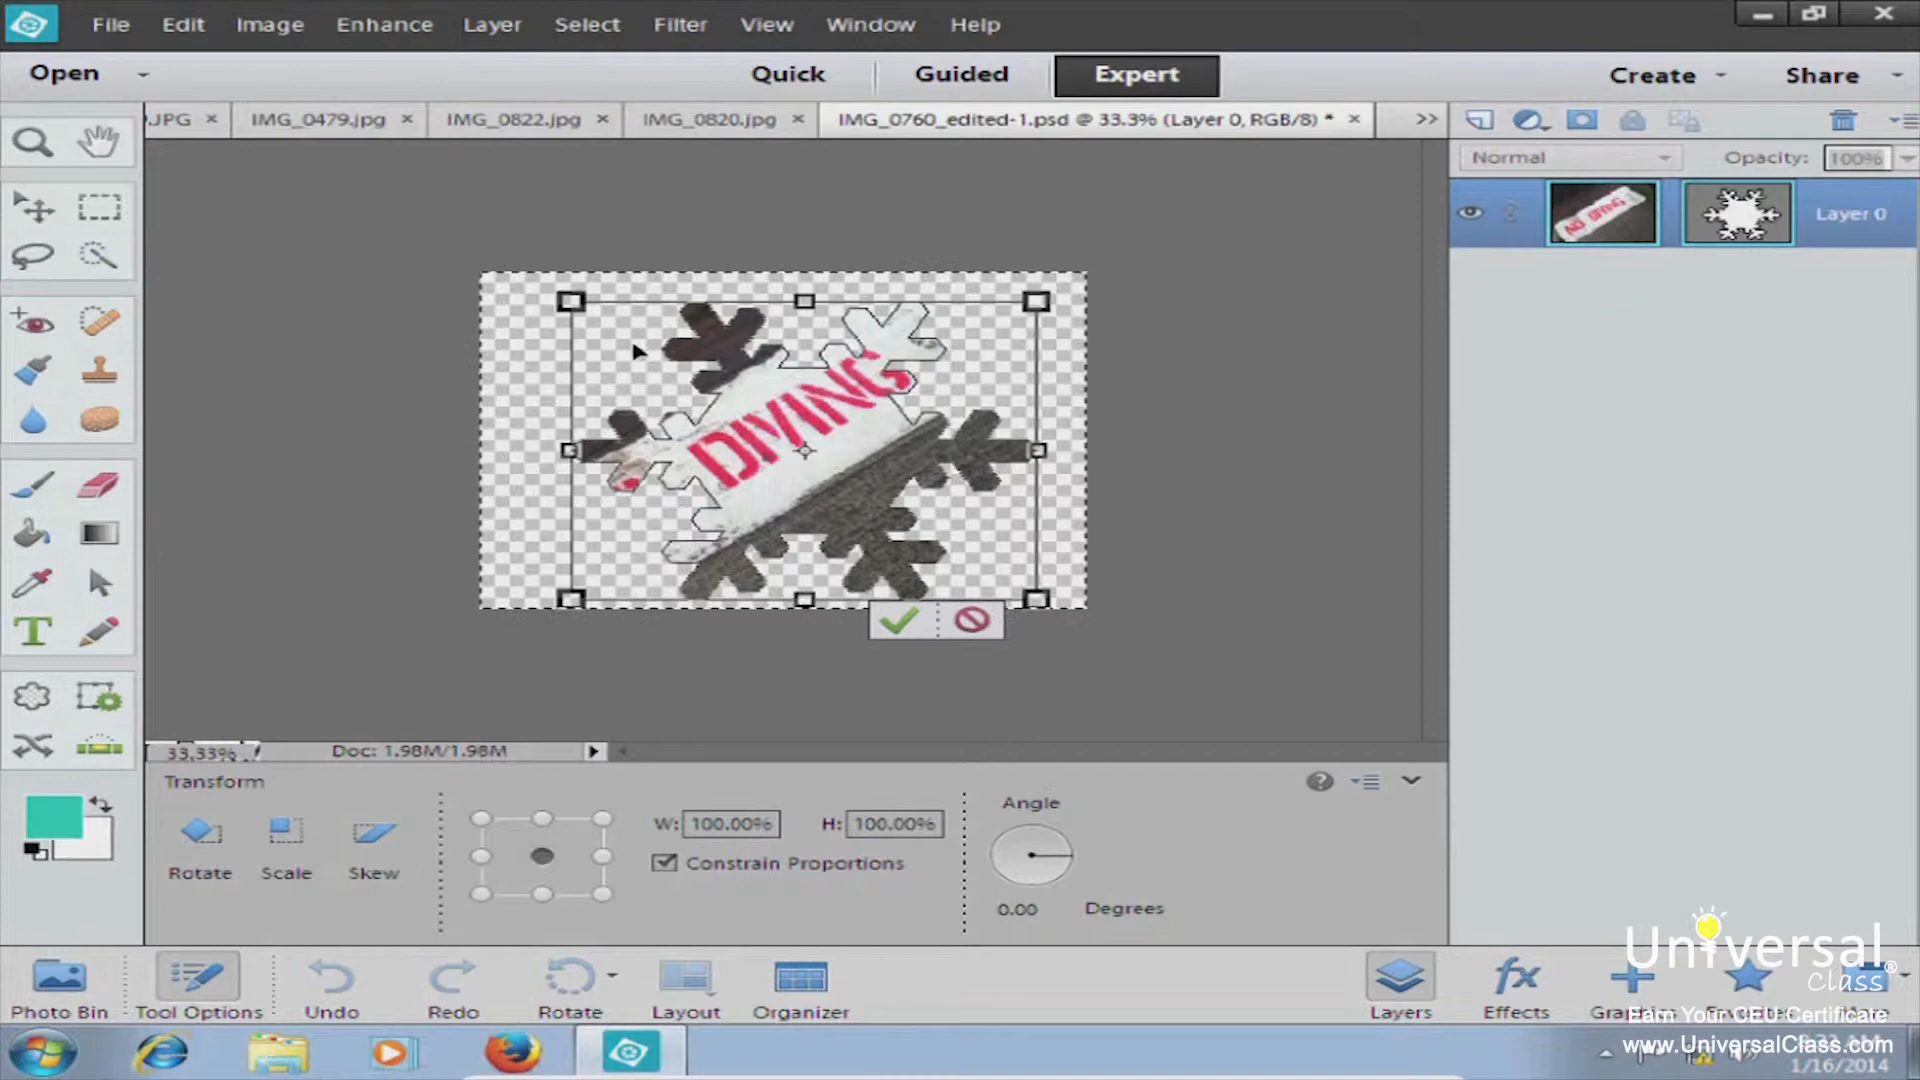 File Edit Image Enhance Layer Select Filter View Window Help
Open Quick Guided Expert Create Share
.JPG × IMG_0479.jpg × IMG_0822.jpg × IMG_0820.jpg × IMG_0760_edited-1.psd @ 33.3% (Layer 0, RGB/8) * × >>
Normal Opacity: 100%
NO DIVING Layer 0
DIVING
33.33% Doc: 1.98M/1.98M
Transform
Angle
W: 100.00% H: 100.00%
Constrain Proportions
Rotate Scale Skew
0.00 Degrees
T
Photo Bin Tool Options Undo Redo Rotate Layout Organizer Layers fx Effects
Universal®
Class
Earn Your CEU Certificate
www.UniversalClass.com
1/16/2014